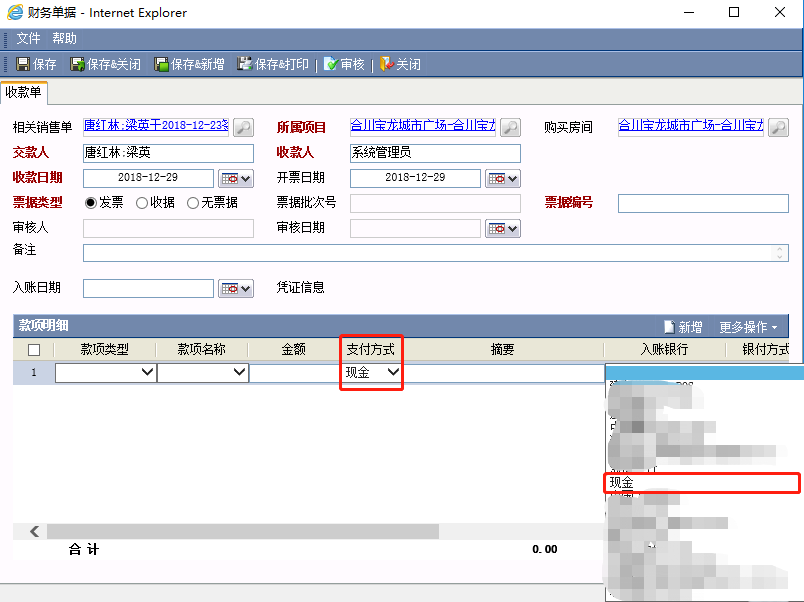 财务单据 - Internet Explorer
文件 帮助
保存 保存&关闭 保存&新增 保存&打印 审核 关闭
收款单
相关销售单 唐红林;梁英于2018-12-23 所属项目 合川宝龙城市广场-合川宝龙 购买房间 合川宝龙城市广场-合川宝龙
交款人 唐红林;梁英 收款人 系统管理员
收款日期 2018-12-29 开票日期 2018-12-29
票据类型 发票 收据 无票据 票据批次号 票据编号
审核人 审核日期
备注
入账日期 凭证信息
款项明细 新增 更多操作
款项类型 款项名称 金额 支付方式 摘要 入账银行 银付方式
1 现金
现金
合 计 0.00